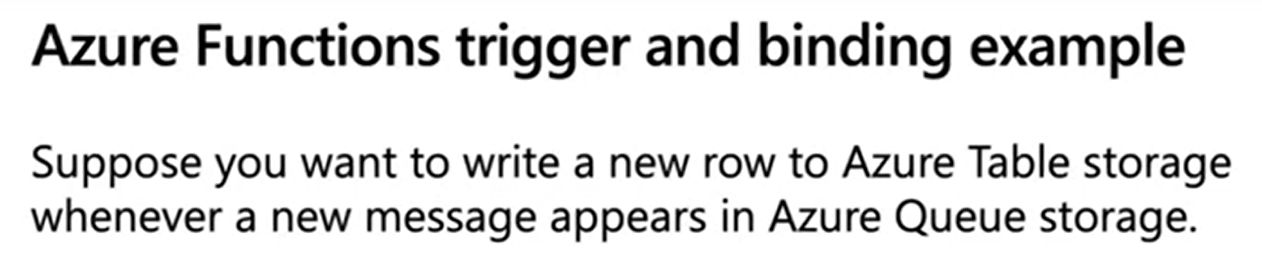 Azure Functions trigger and binding example
Suppose you want to write a new row to Azure Table storage
whenever a new message appears in Azure Queue storage.